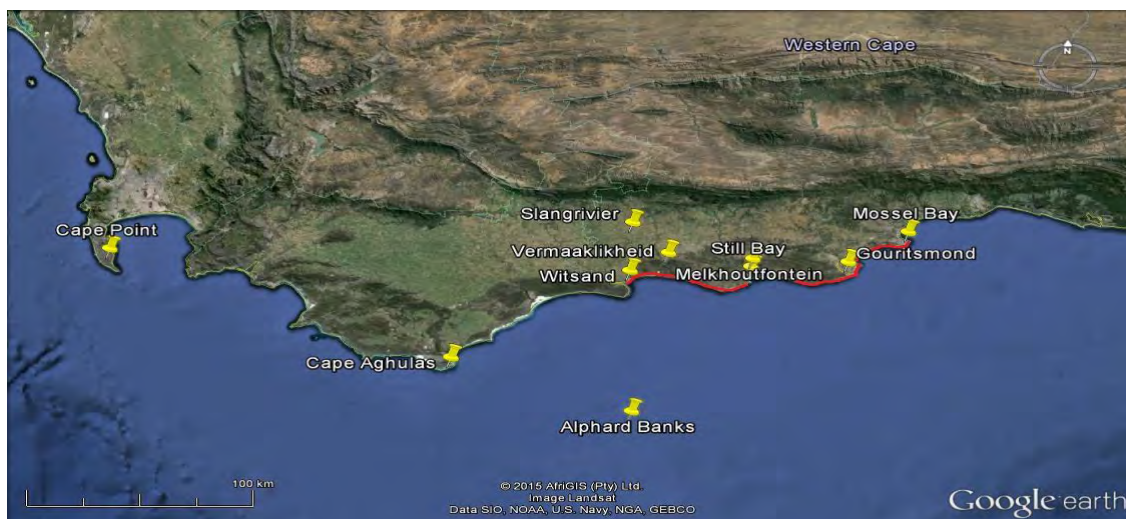 Western Cape
N
Slangrivier
Mossel Bay
Cape Point
Vermaaklikheid
Still Bay
Gouritsmond
Witsand
Melkhoutfontein
Cape Aghulas
Alphard Banks
100 km
© 2015 AfriGIS (Pty) Ltd.
Image Landsat
Data SIO, NOAA, U.S. Navy, NGA, GEBCO
Google earth